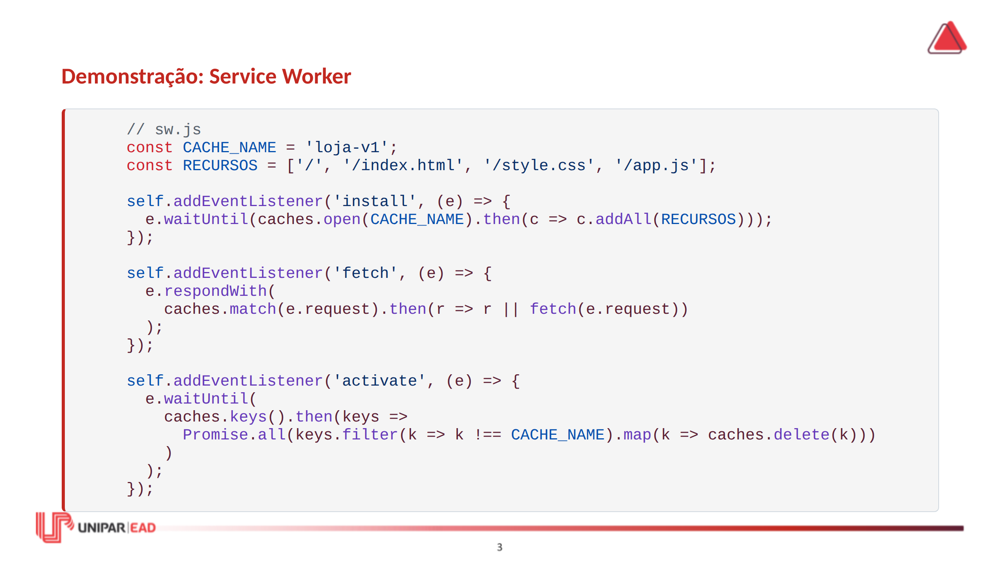 Demonstração: Service Worker
// sw.js
const CACHE_NAME = 'loja-v1';
const RECURSOS = ['/', '/index.html', '/style.css', '/app.js'];
self.addEventListener('install', (e) => {
  e.waitUntil(caches.open(CACHE_NAME).then(c => c.addAll(RECURSOS)));
});
self.addEventListener('fetch', (e) => {
  e.respondWith(
    caches.match(e.request).then(r => r || fetch(e.request))
  );
});
self.addEventListener('activate', (e) => {
  e.waitUntil(
    caches.keys().then(keys =>
      Promise.all(keys.filter(k => k !== CACHE_NAME).map(k => caches.delete(k)))
    )
  );
});
UNIPAR|EAD
3